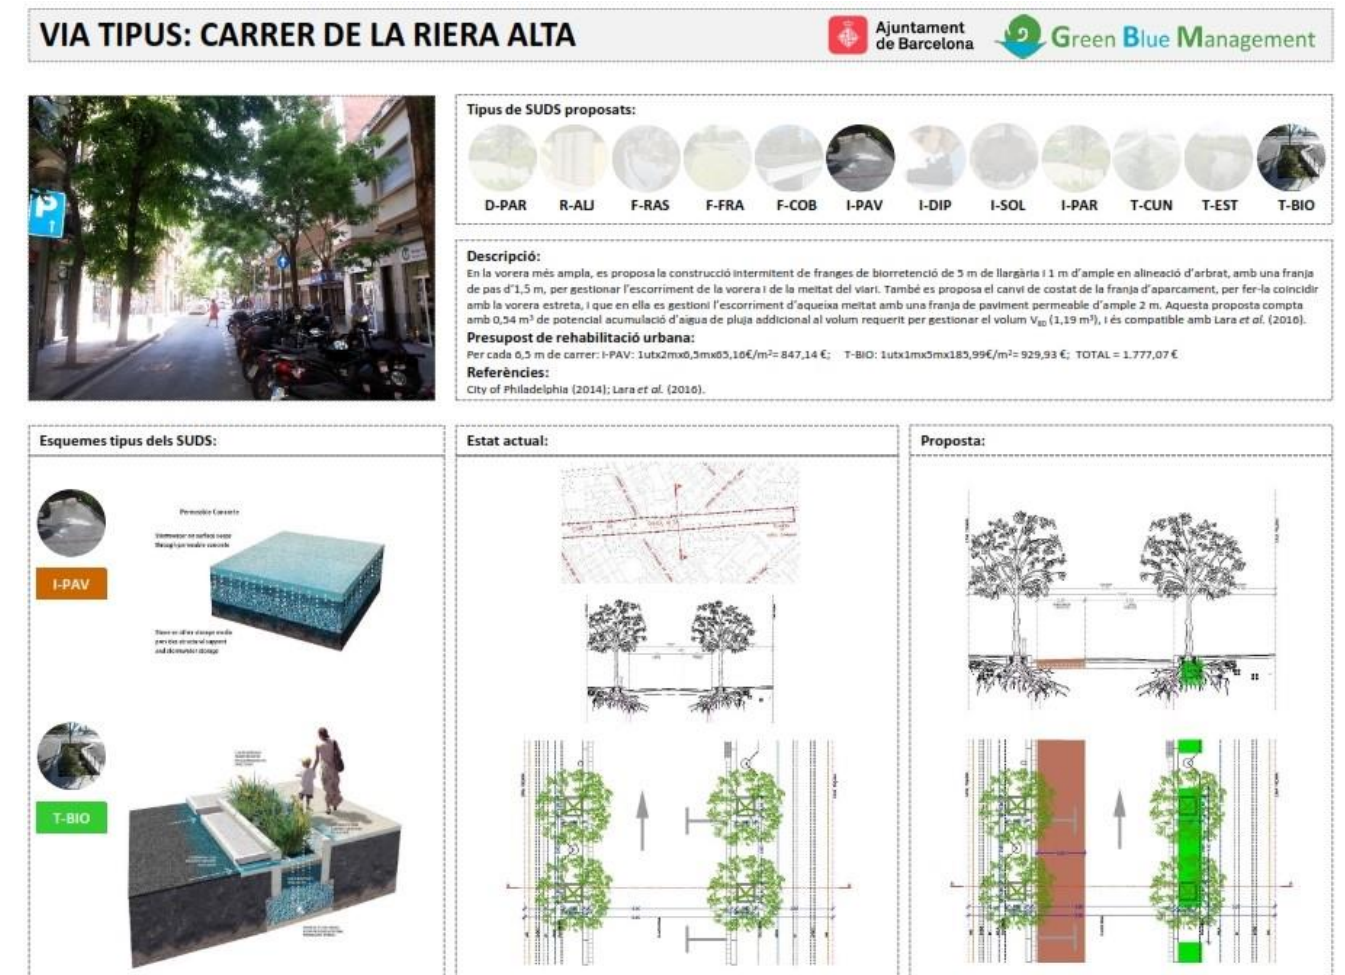 VIA TIPUS: CARRER DE LA RIERA ALTA
Ajuntament
de Barcelona
Green Blue Management
P
Tipus de SUDS proposats:
D-PAR R-ALJ F-RAS F-FRA F-COB I-PAV I-DIP I-SOL I-PAR T-CUN T-EST T-BIO
Descripció:
En la vorera més ampla, es proposa la construcció intermitent de franges de biorretenció de 5 m de llargària i 1 m d'ample en alineació d'arbrat, amb una franja
de pas d'1,5 m, per gestionar l'escorriment de la vorera i de la meitat del viari. També es proposa el canvi de costat de la franja d'aparcament, per fer-la coincidir
amb la vorera estreta, i que en ella es gestioni l'escorriment d'aqueixa meitat amb una franja de paviment permeable d'ample 2 m. Aquesta proposta compta
amb 0,54 m³ de potencial acumulació d'aigua de pluja addicional al volum requerit per gestionar el volum V80 (1,19 m³), i és compatible amb Lara et al. (2016).
Presupost de rehabilitació urbana:
Per cada 6,5 m de carrer: I-PAV: 1utx2mx6,5mx65,16€/m²= 847,14 €; T-BIO: 1utx1mx5mx185,99€/m²= 929,93 €; TOTAL = 1.777,07 €
Referències:
City of Philadelphia (2014); Lara et al. (2016).
Esquemes tipus dels SUDS:
Estat actual:
Proposta:
Permeable Concrete
I-PAV
T-BIO